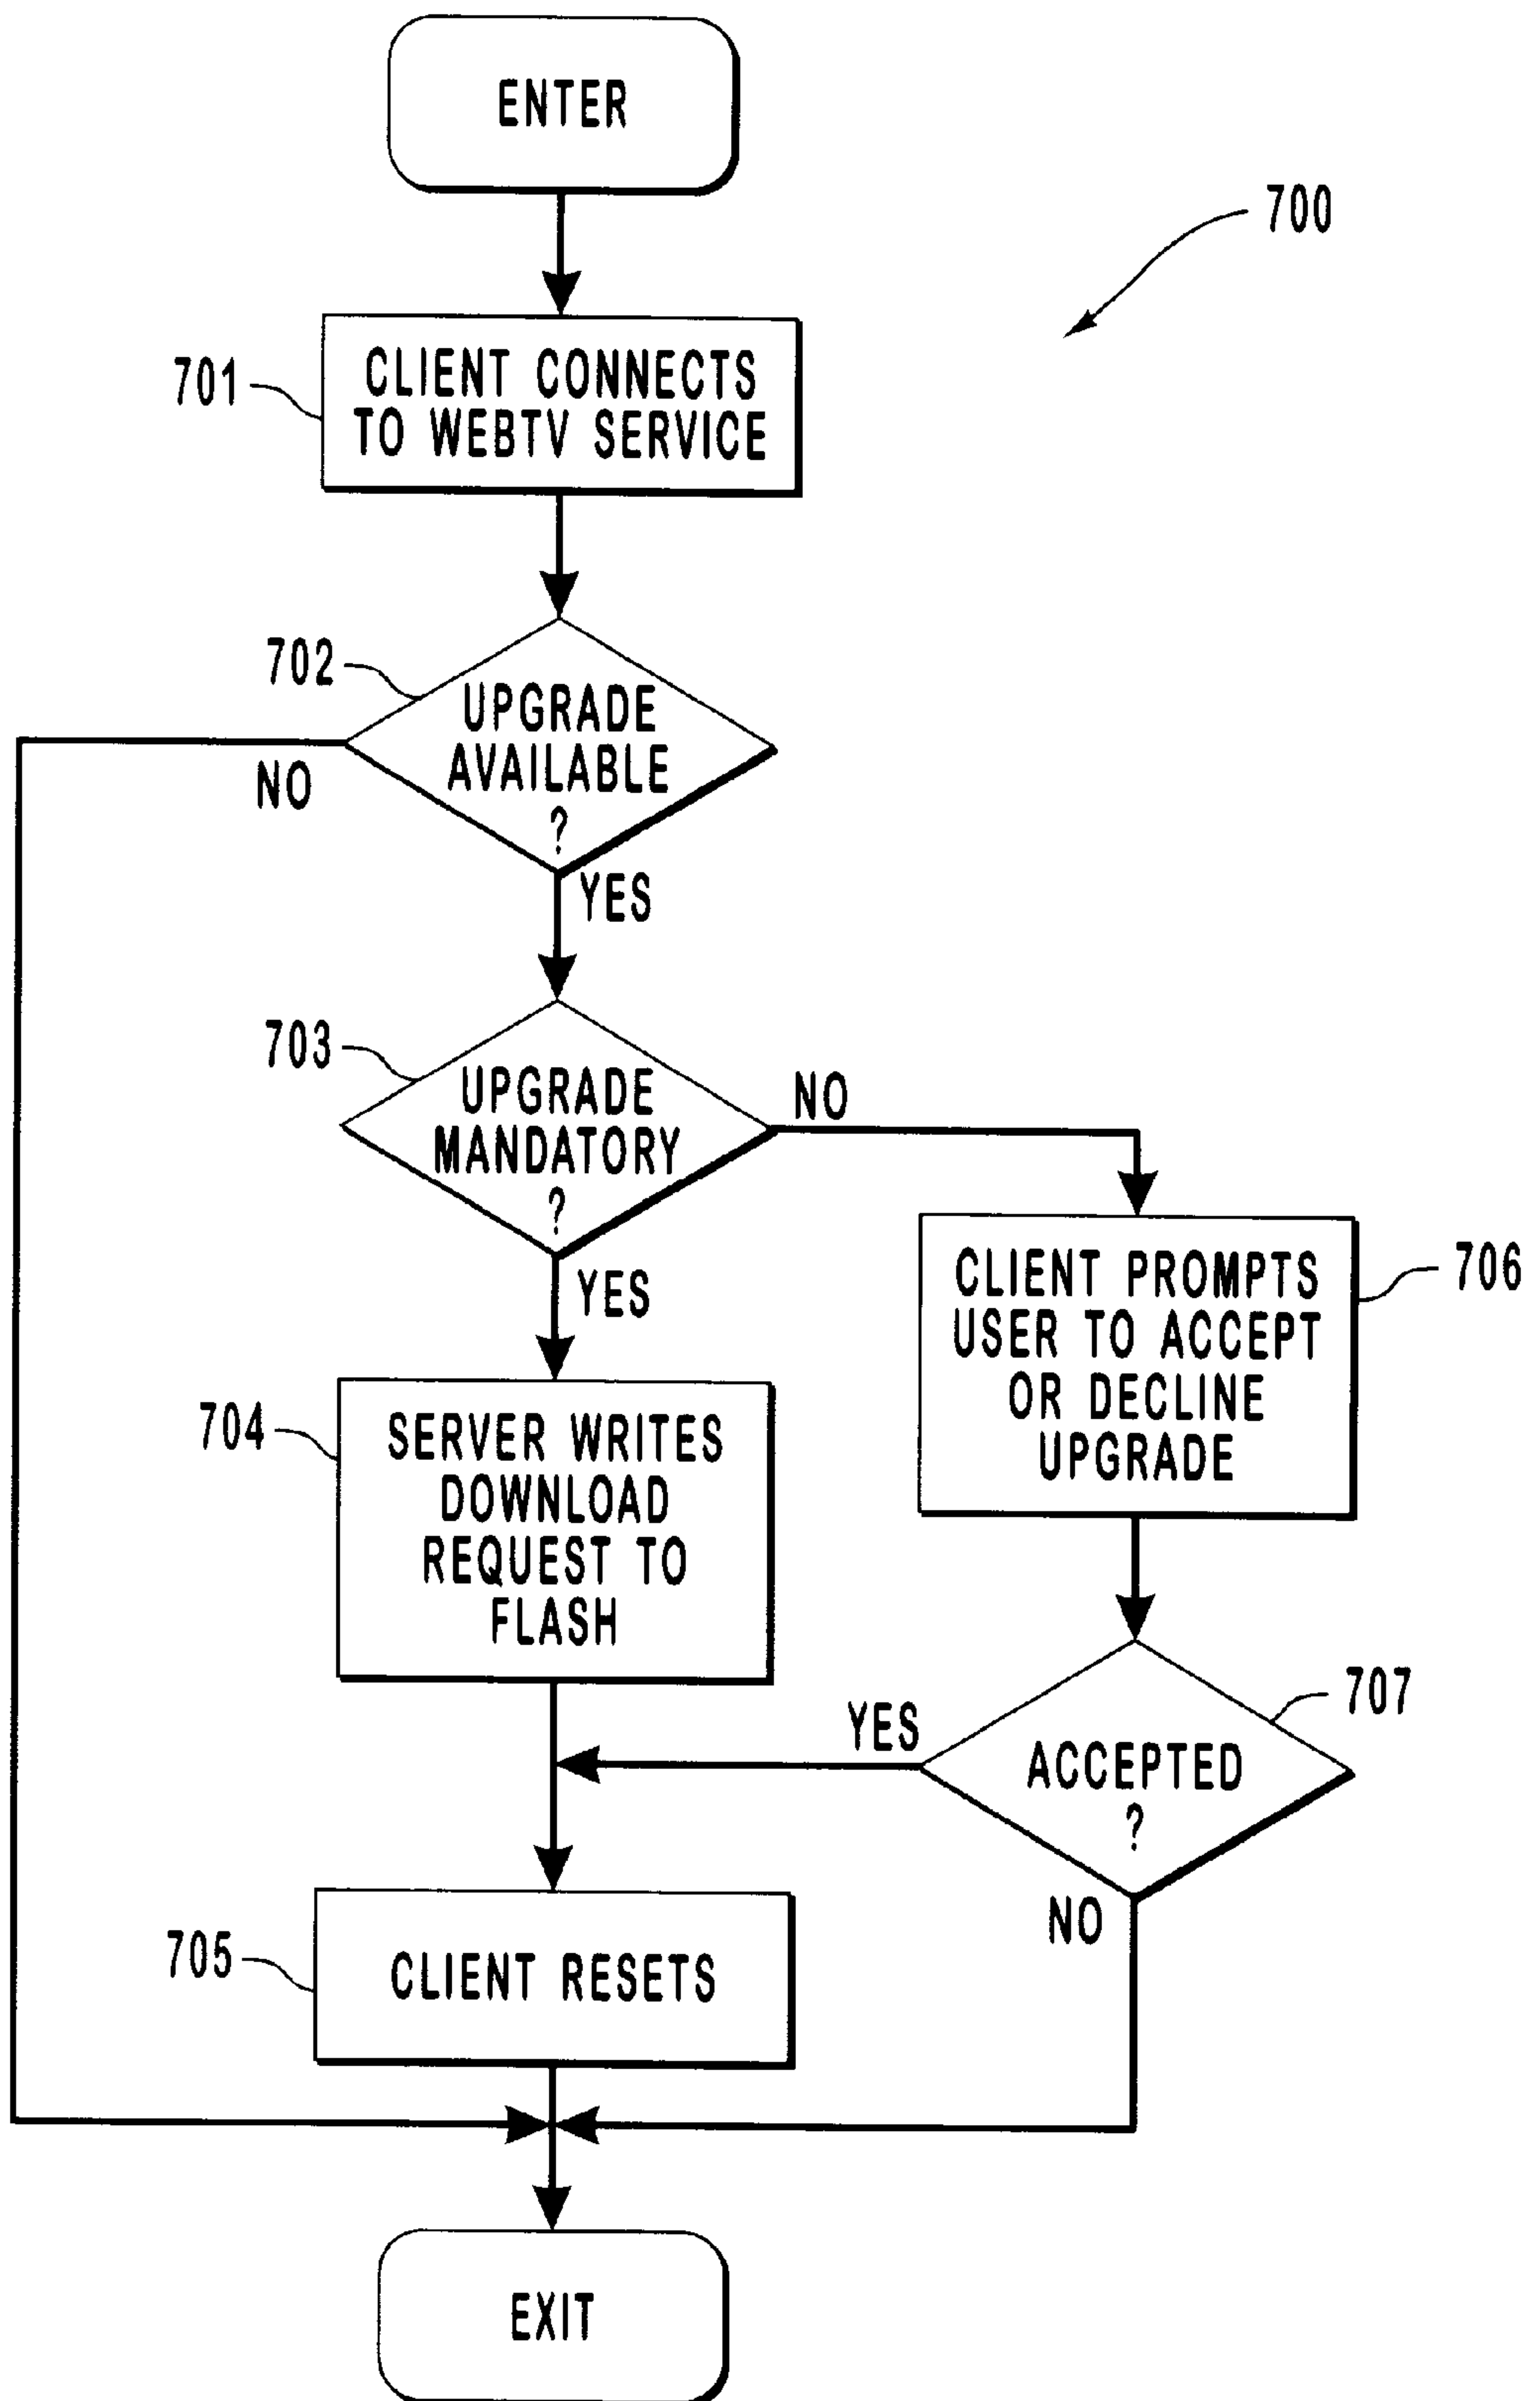 ENTER
700
701
CLIENT CONNECTS
TO WEBTV SERVICE
702
UPGRADE
AVAILABLE
?
NO
YES
703
UPGRADE
MANDATORY
?
NO
YES
706
CLIENT PROMPTS
USER TO ACCEPT
OR DECLINE
UPGRADE
704
SERVER WRITES
DOWNLOAD
REQUEST TO
FLASH
707
YES
ACCEPTED
?
NO
705
CLIENT RESETS
EXIT